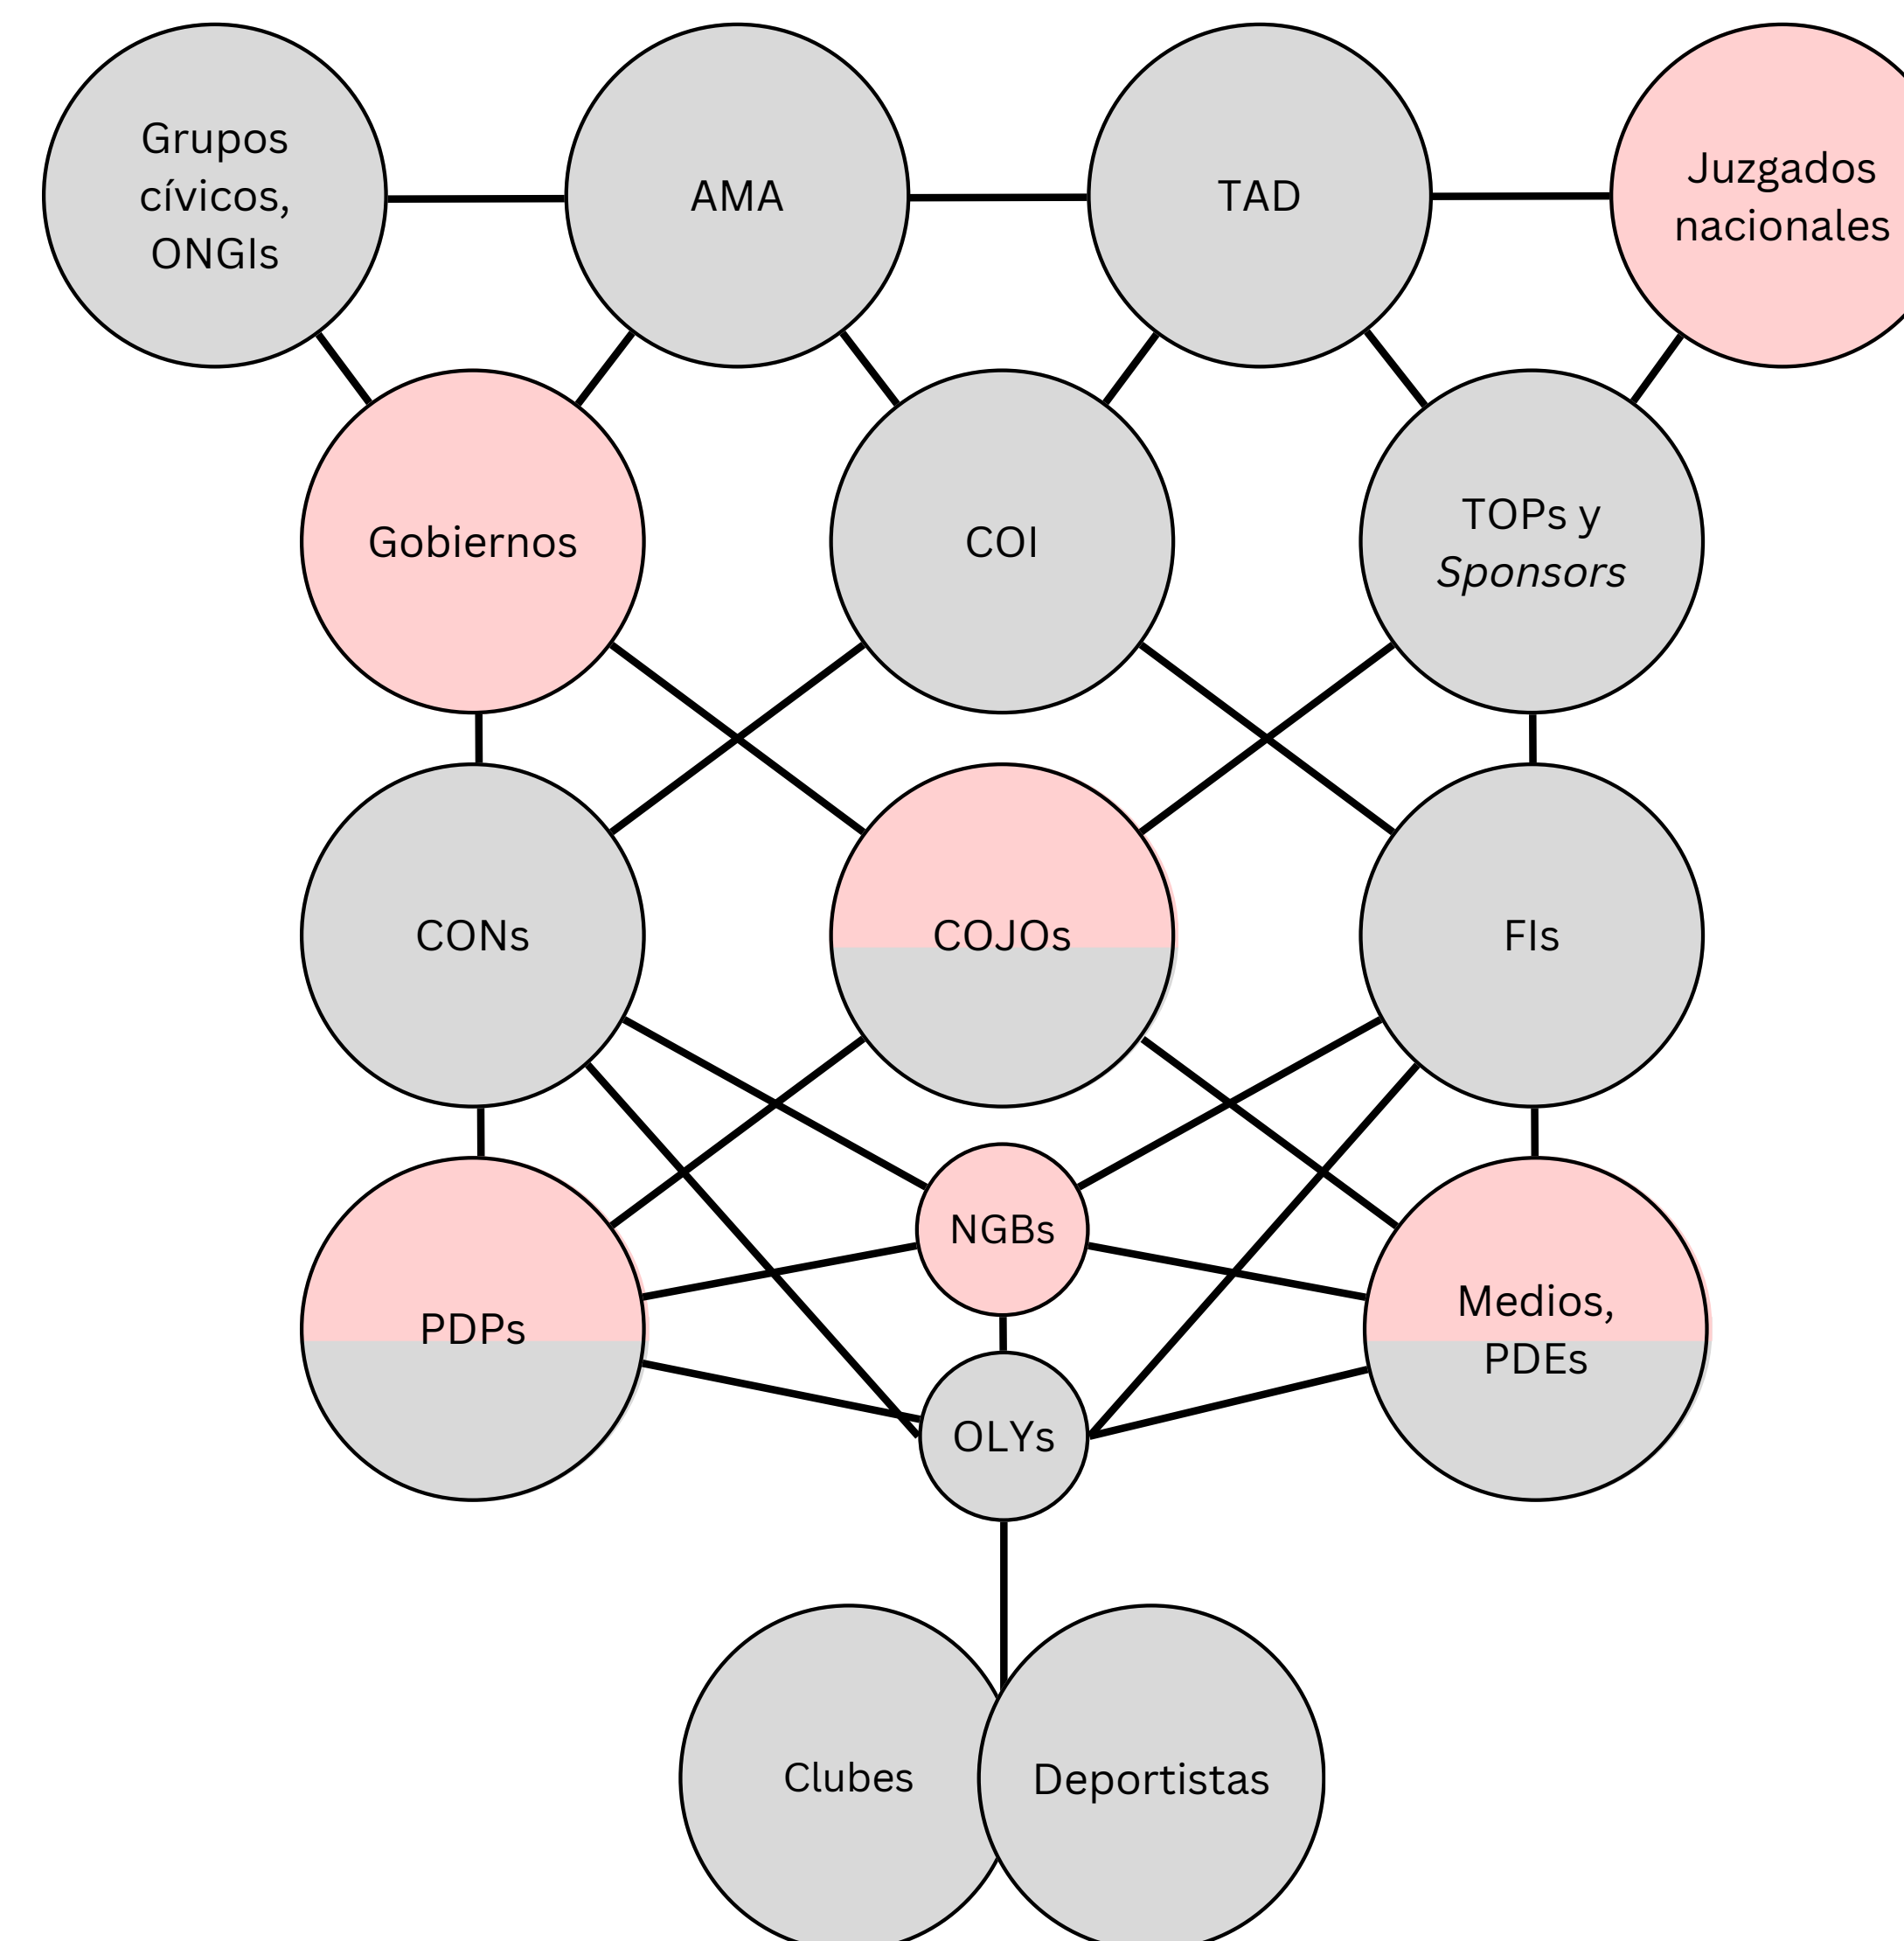 Grupos
cívicos,
ONGIs
AMA
TAD
Juzgados
nacionales
Gobiernos
COI
TOPs y
Sponsors
CONs
COJOs
FIs
NGBs
PDPs
Medios,
PDEs
OLYs
Clubes
Deportistas